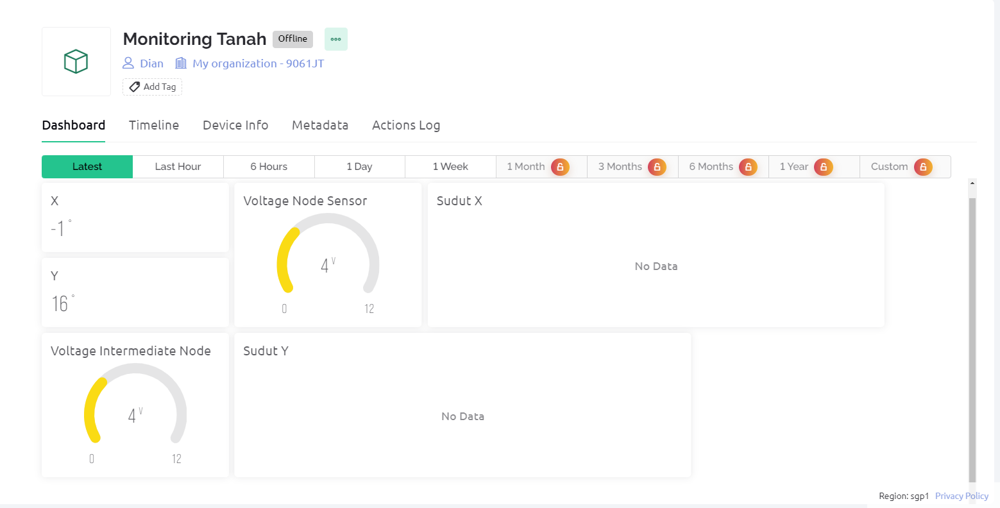 Monitoring Tanah Offline
Dian My organization - 9061JT
Add Tag
Dashboard Timeline Device Info Metadata Actions Log
Latest Last Hour 6 Hours 1 Day 1 Week 1 Month 3 Months 6 Months 1 Year Custom
X
-1 °
Y
16 °
Voltage Node Sensor
4 V
0 12
Sudut X
No Data
Voltage Intermediate Node
4 V
0 12
Sudut Y
No Data
Region: sgp1 Privacy Policy